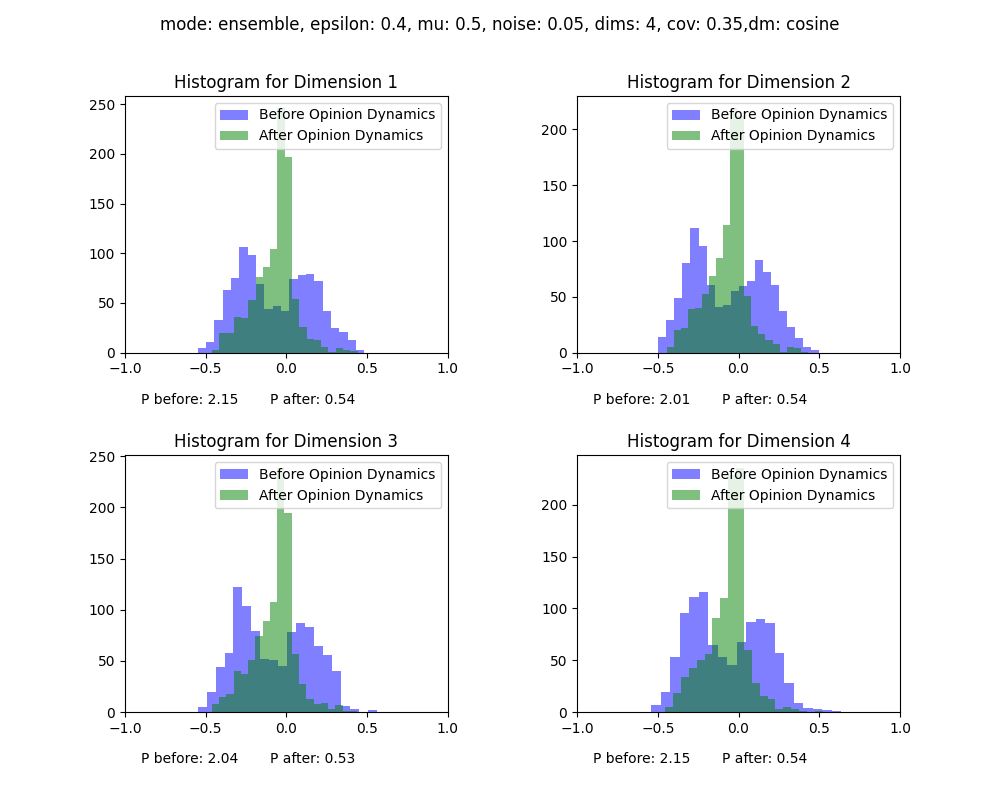 mode: ensemble, epsilon: 0.4, mu: 0.5, noise: 0.05, dims: 4, cov: 0.35,dm: cosine
Histogram for Dimension 1
Before Opinion Dynamics
After Opinion Dynamics
250
200
150
100
50
0
−1.0 −0.5 0.0 0.5 1.0
P before: 2.15 P after: 0.54
Histogram for Dimension 2
Before Opinion Dynamics
After Opinion Dynamics
200
150
100
50
0
−1.0 −0.5 0.0 0.5 1.0
P before: 2.01 P after: 0.54
Histogram for Dimension 3
Before Opinion Dynamics
After Opinion Dynamics
250
200
150
100
50
0
−1.0 −0.5 0.0 0.5 1.0
P before: 2.04 P after: 0.53
Histogram for Dimension 4
Before Opinion Dynamics
After Opinion Dynamics
200
150
100
50
0
−1.0 −0.5 0.0 0.5 1.0
P before: 2.15 P after: 0.54